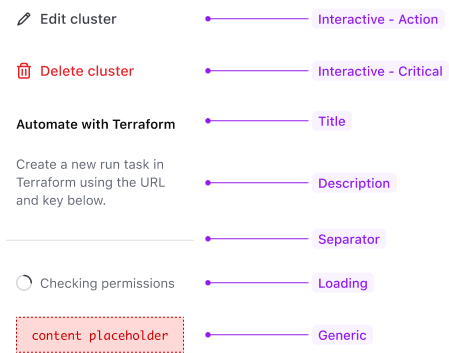 Edit cluster Interactive - Action
Delete cluster Interactive - Critical
Automate with Terraform Title
Create a new run task in
Terraform using the URL Description
and key below.
Separator
Checking permissions Loading
content placeholder Generic